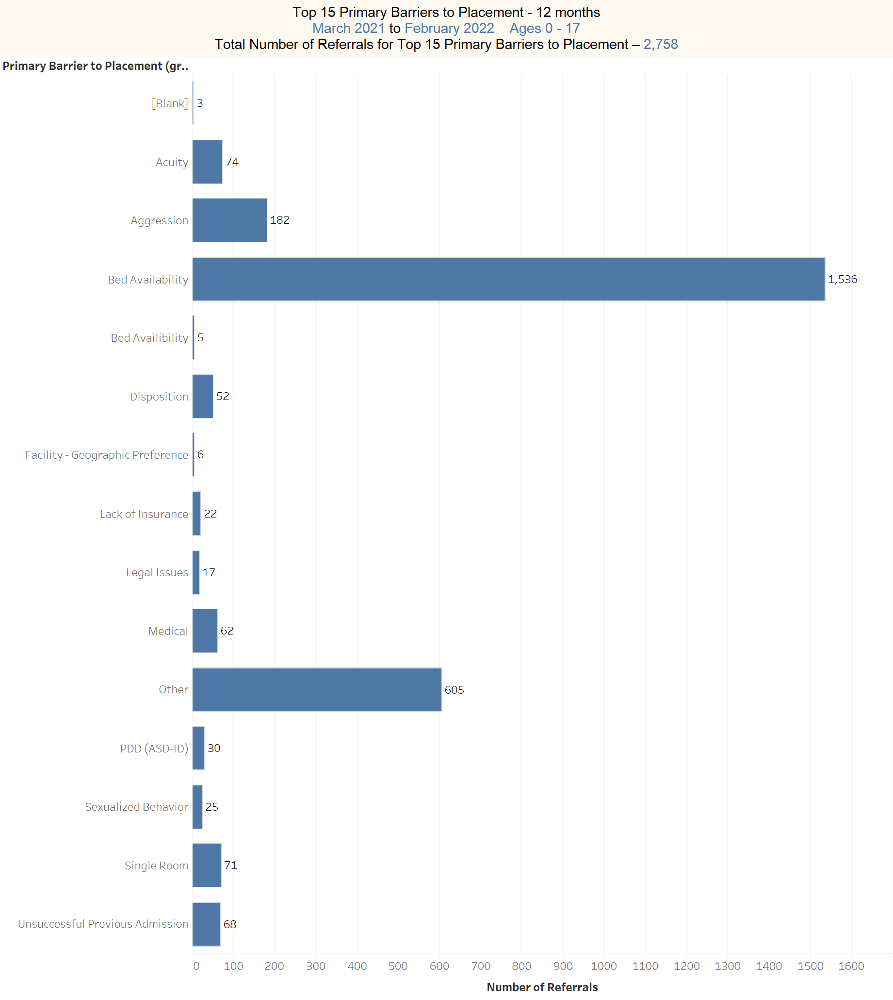 Top 15 Primary Barriers to Placement - 12 months
March 2021 to February 2022 Ages 0 - 17
Total Number of Referrals for Top 15 Primary Barriers to Placement – 2,758
Primary Barrier to Placement (gr..
[Blank] 3
Acuity 74
Aggression 182
Bed Availability 1,536
Bed Availibility 5
Disposition 52
Facility - Geographic Preference 6
Lack of Insurance 22
Legal Issues 17
Medical 62
Other 605
PDD (ASD-ID) 30
Sexualized Behavior 25
Single Room 71
Unsuccessful Previous Admission 68
0 100 200 300 400 500 600 700 800 900 1000 1100 1200 1300 1400 1500 1600
Number of Referrals